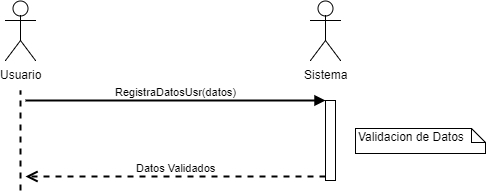 Usuario
Sistema
RegistraDatosUsr(datos)
Validacion de Datos
Datos Validados